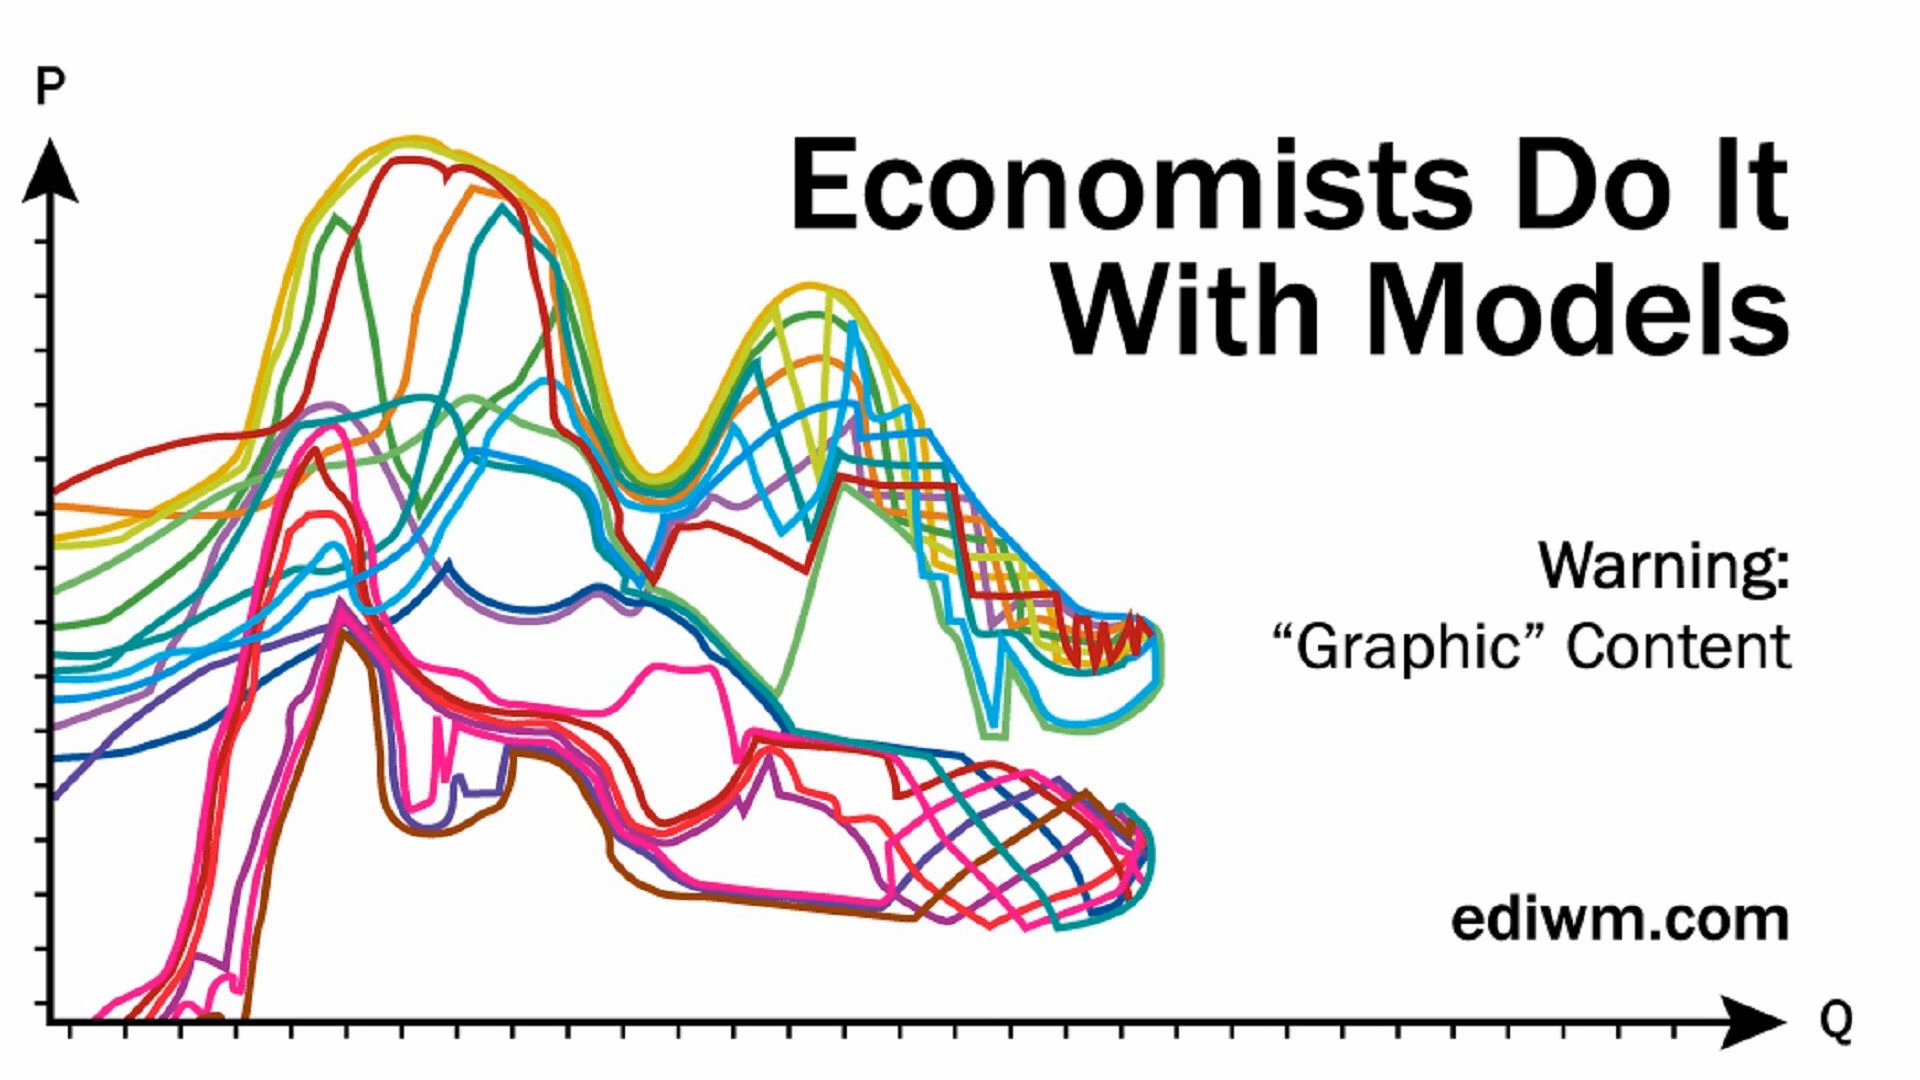 P
Economists Do It
With Models
Warning:
“Graphic” Content
ediwm.com
Q